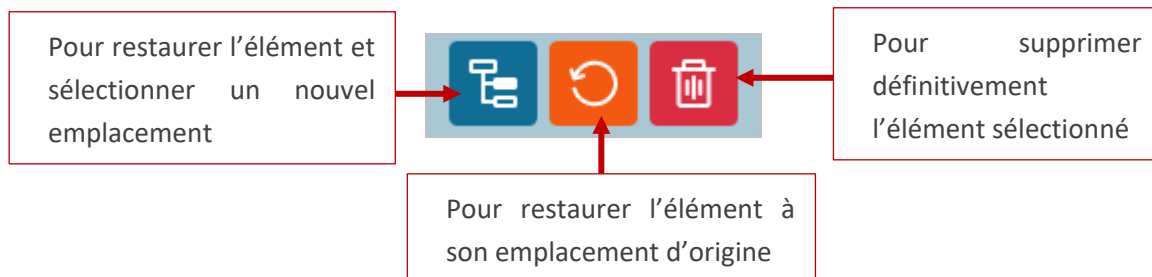 Pour restaurer l’élément et
sélectionner un nouvel
emplacement
Pour supprimer
définitivement
l’élément sélectionné
Pour restaurer l’élément à
son emplacement d’origine